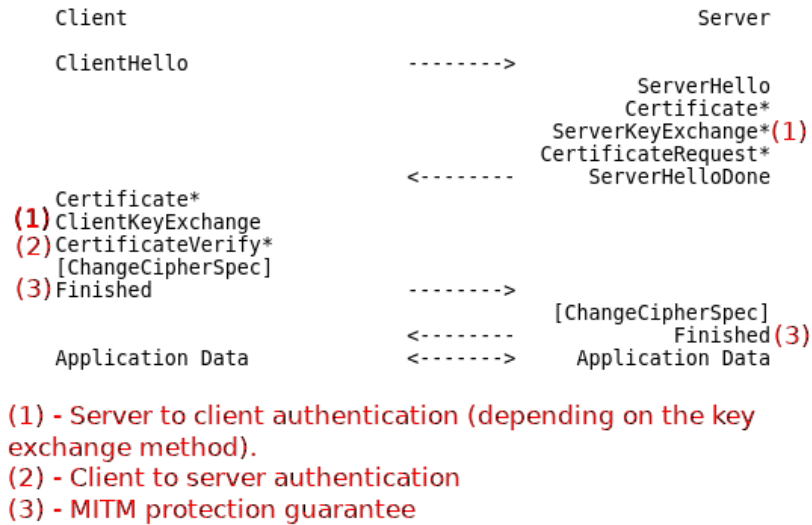 Client Server
ClientHello -------->
ServerHello
Certificate*
ServerKeyExchange*(1)
CertificateRequest*
<-------- ServerHelloDone
Certificate*
(1) ClientKeyExchange
(2) CertificateVerify*
[ChangeCipherSpec]
(3) Finished -------->
[ChangeCipherSpec]
<-------- Finished (3)
Application Data <-------> Application Data
(1) - Server to client authentication (depending on the key
exchange method).
(2) - Client to server authentication
(3) - MITM protection guarantee